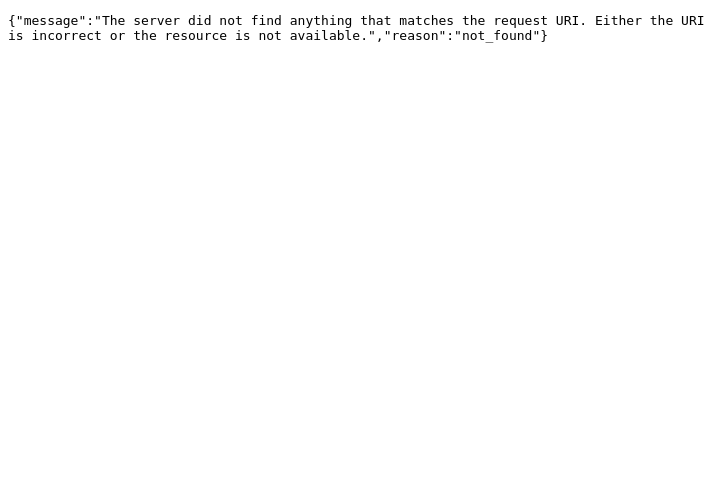 {"message":"The server did not find anything that matches the request URI. Either the URI
is incorrect or the resource is not available.","reason":"not_found"}